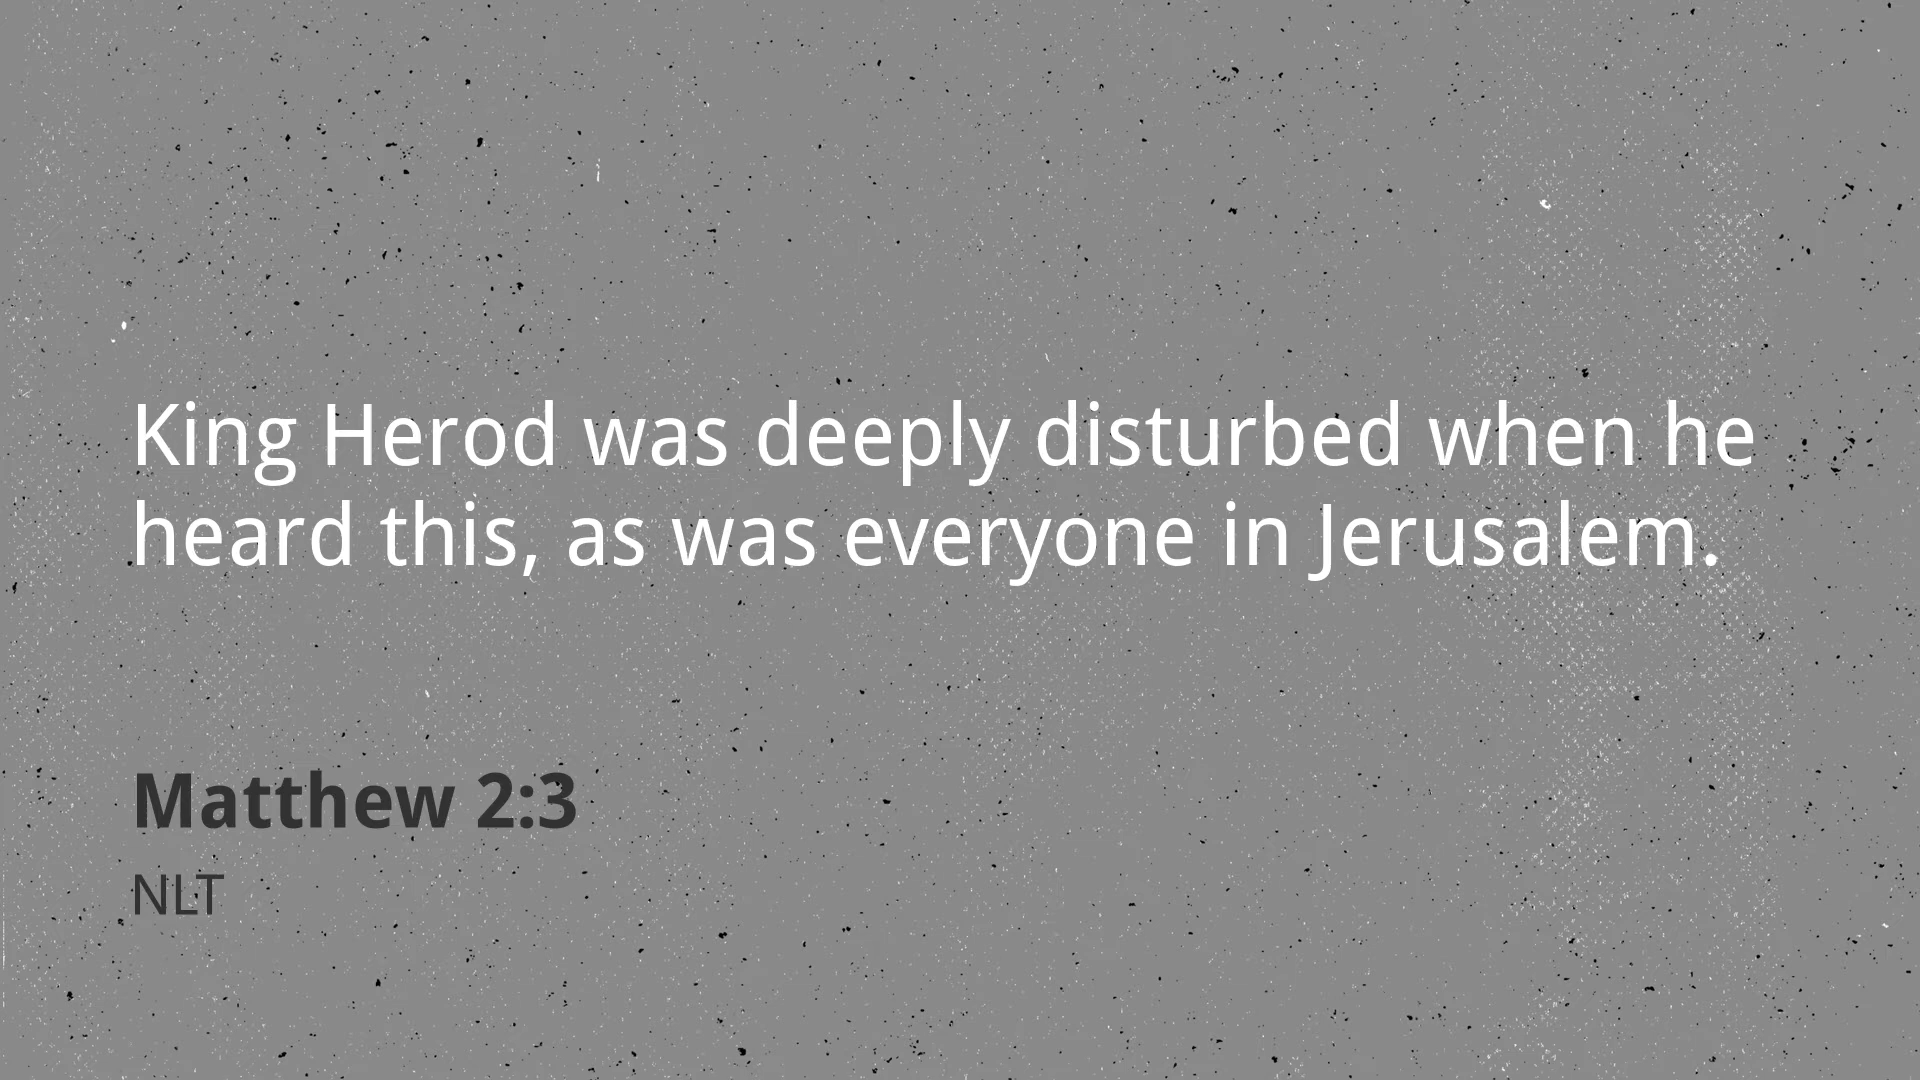 King Herod was deeply disturbed when he
heard this, as was everyone in Jerusalem.
Matthew 2:3
NLT